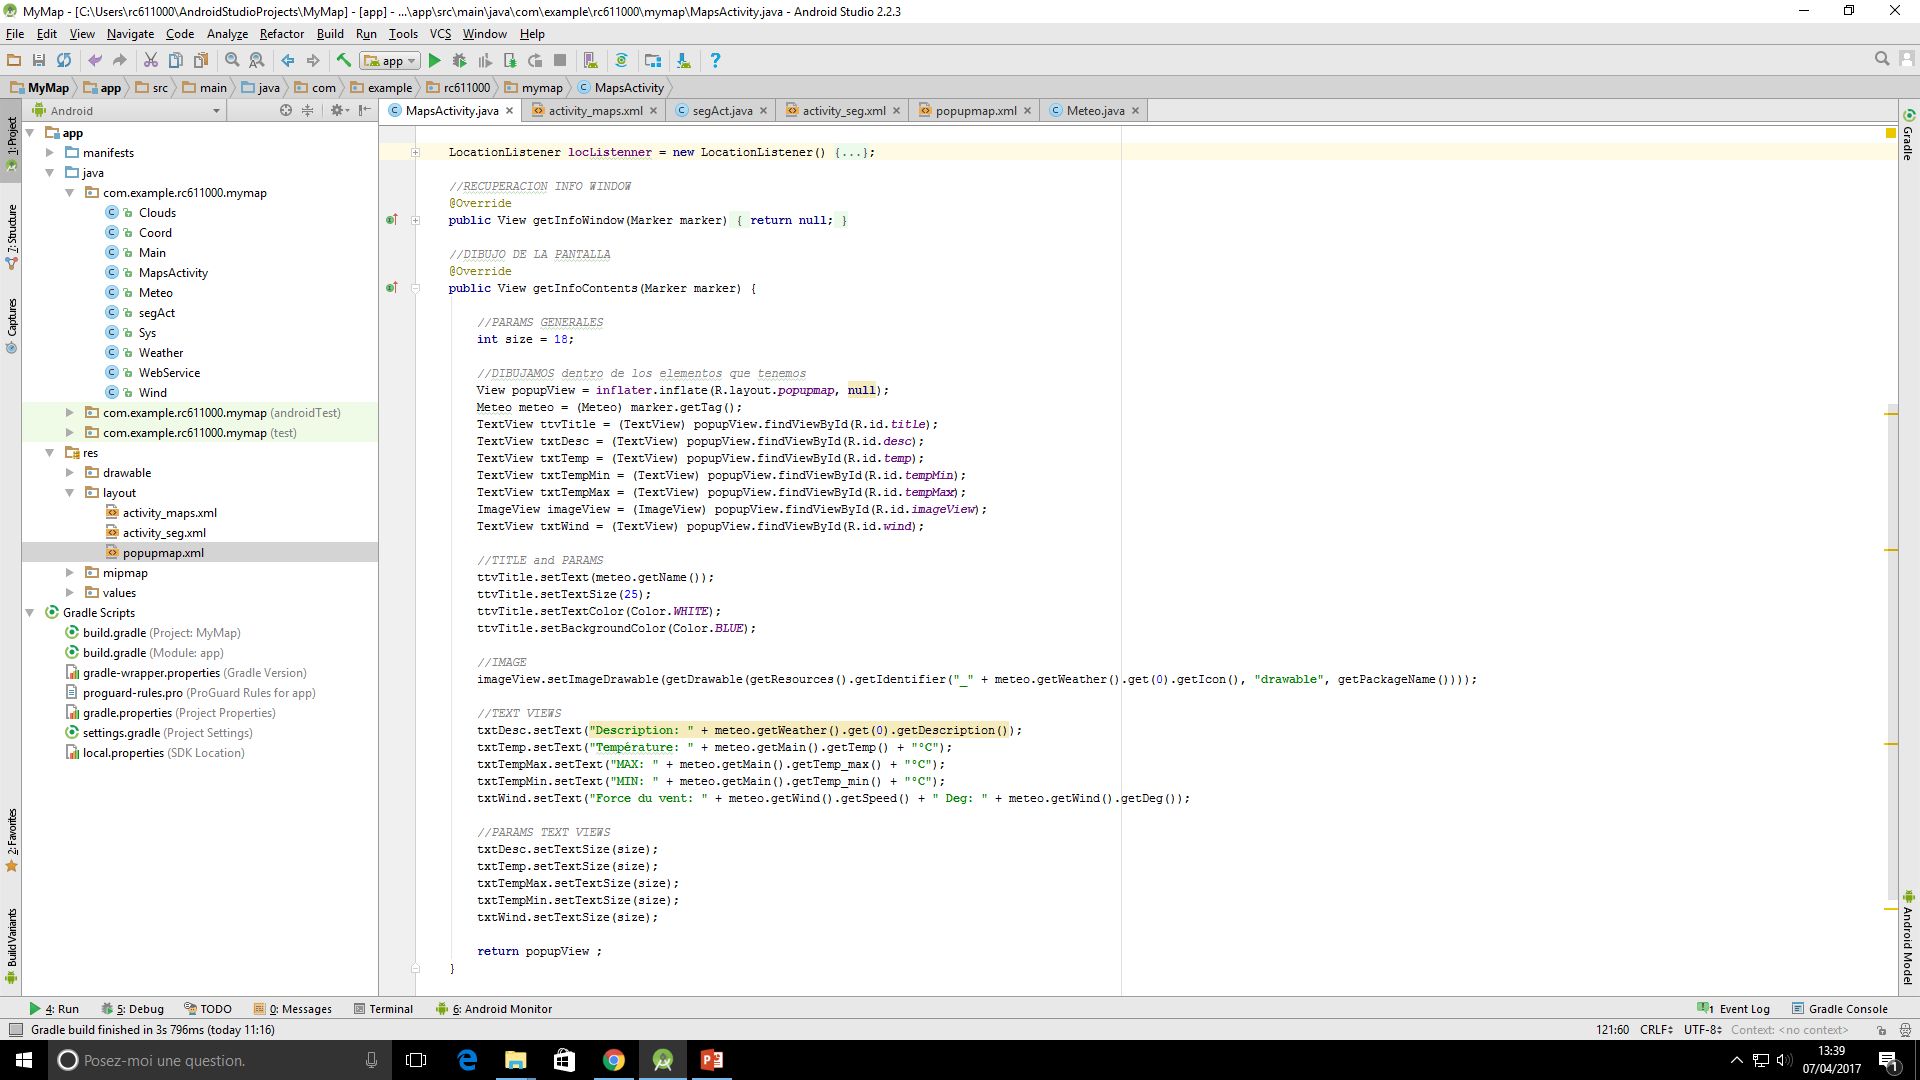 MyMap - [C:\Users\rc611000\AndroidStudioProjects\MyMap] - [app] - ...\app\src\main\java\com\example\rc611000\mymap\MapsActivity.java - Android Studio 2.2.3
File Edit View Navigate Code Analyze Refactor Build Run Tools VCS Window Help
app
MyMap app src main java com example rc611000 mymap MapsActivity
Android
MapsActivity.java activity_maps.xml segAct.java activity_seg.xml popupmap.xml Meteo.java
1: Project
7: Structure
Captures
2: Favorites
Build Variants
app
manifests
java
com.example.rc611000.mymap
Clouds
Coord
Main
MapsActivity
Meteo
segAct
Sys
Weather
WebService
Wind
com.example.rc611000.mymap (androidTest)
com.example.rc611000.mymap (test)
res
drawable
layout
activity_maps.xml
activity_seg.xml
popupmap.xml
mipmap
values
Gradle Scripts
build.gradle (Project: MyMap)
build.gradle (Module: app)
gradle-wrapper.properties (Gradle Version)
proguard-rules.pro (ProGuard Rules for app)
gradle.properties (Project Properties)
settings.gradle (Project Settings)
local.properties (SDK Location)
LocationListener locListenner = new LocationListener() {...};
//RECUPERACION INFO WINDOW
@Override
public View getInfoWindow(Marker marker) { return null; }
//DIBUJO DE LA PANTALLA
@Override
public View getInfoContents(Marker marker) {
//PARAMS GENERALES
int size = 18;
//DIBUJAMOS dentro de los elementos que tenemos
View popupView = inflater.inflate(R.layout.popupmap, null);
Meteo meteo = (Meteo) marker.getTag();
TextView ttvTitle = (TextView) popupView.findViewById(R.id.title);
TextView txtDesc = (TextView) popupView.findViewById(R.id.desc);
TextView txtTemp = (TextView) popupView.findViewById(R.id.temp);
TextView txtTempMin = (TextView) popupView.findViewById(R.id.tempMin);
TextView txtTempMax = (TextView) popupView.findViewById(R.id.tempMax);
ImageView imageView = (ImageView) popupView.findViewById(R.id.imageView);
TextView txtWind = (TextView) popupView.findViewById(R.id.wind);
//TITLE and PARAMS
ttvTitle.setText(meteo.getName());
ttvTitle.setTextSize(25);
ttvTitle.setTextColor(Color.WHITE);
ttvTitle.setBackgroundColor(Color.BLUE);
//IMAGE
imageView.setImageDrawable(getDrawable(getResources().getIdentifier("_" + meteo.getWeather().get(0).getIcon(), "drawable", getPackageName())));
//TEXT VIEWS
txtDesc.setText("Description: " + meteo.getWeather().get(0).getDescription());
txtTemp.setText("Température: " + meteo.getMain().getTemp() + "°C");
txtTempMax.setText("MAX: " + meteo.getMain().getTemp_max() + "°C");
txtTempMin.setText("MIN: " + meteo.getMain().getTemp_min() + "°C");
txtWind.setText("Force du vent: " + meteo.getWind().getSpeed() + " Deg: " + meteo.getWind().getDeg());
//PARAMS TEXT VIEWS
txtDesc.setTextSize(size);
txtTemp.setTextSize(size);
txtTempMax.setTextSize(size);
txtTempMin.setTextSize(size);
txtWind.setTextSize(size);
return popupView ;
}
Gradle
Android Model
4: Run 5: Debug TODO 0: Messages Terminal 6: Android Monitor 1 Event Log Gradle Console
Gradle build finished in 3s 796ms (today 11:16) 121:60 CRLF UTF-8 Context: <no context>
Posez-moi une question.
13:39
07/04/2017
1